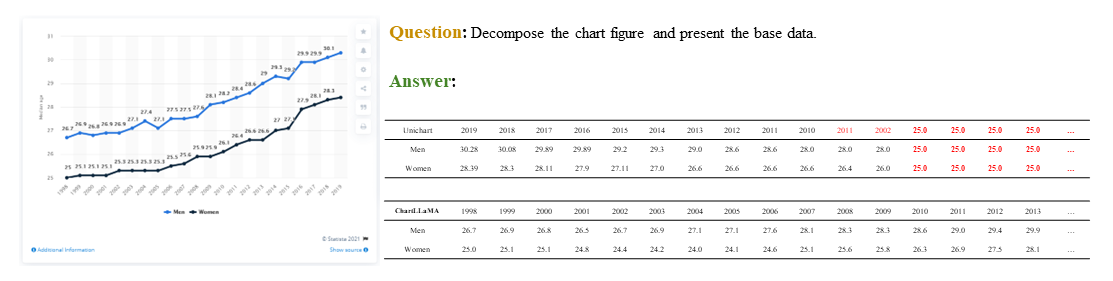 Question: Decompose the chart figure and present the base data.
Answer:
31
30
29
28
27
26
25
Median age
26.7 26.9 26.8 26.9 26.9 27.1 27.4 27.1 27.5 27.5 27.6 28.1 28.2 28.4 28.6 29 29.3 29.2 29.9 29.9 30.1
25 25.1 25.1 25.1 25.3 25.3 25.3 25.3 25.5 25.6 25.9 25.9 26.1 26.4 26.6 26.6 27 27.1 27.9 28.1 28.3
1998 1999 2000 2001 2002 2003 2004 2005 2006 2007 2008 2009 2010 2011 2012 2013 2014 2015 2016 2017 2018 2019
Men Women
© Statista 2021
Additional Information
Show source
Unichart 2019 2018 2017 2016 2015 2014 2013 2012 2011 2010 2011 2002 25.0 25.0 25.0 25.0 ...
Men 30.28 30.08 29.89 29.89 29.2 29.3 29.0 28.6 28.6 28.0 28.0 28.0 25.0 25.0 25.0 25.0 ...
Women 28.39 28.3 28.11 27.9 27.11 27.0 26.6 26.6 26.6 26.6 26.4 26.0 25.0 25.0 25.0 25.0 ...
ChartLLaMA 1998 1999 2000 2001 2002 2003 2004 2005 2006 2007 2008 2009 2010 2011 2012 2013 ...
Men 26.7 26.9 26.8 26.5 26.7 26.9 27.1 27.1 27.6 28.1 28.3 28.3 28.6 29.0 29.4 29.9 ...
Women 25.0 25.1 25.1 24.8 24.4 24.2 24.0 24.1 24.6 25.1 25.6 25.8 26.3 26.9 27.5 28.1 ...